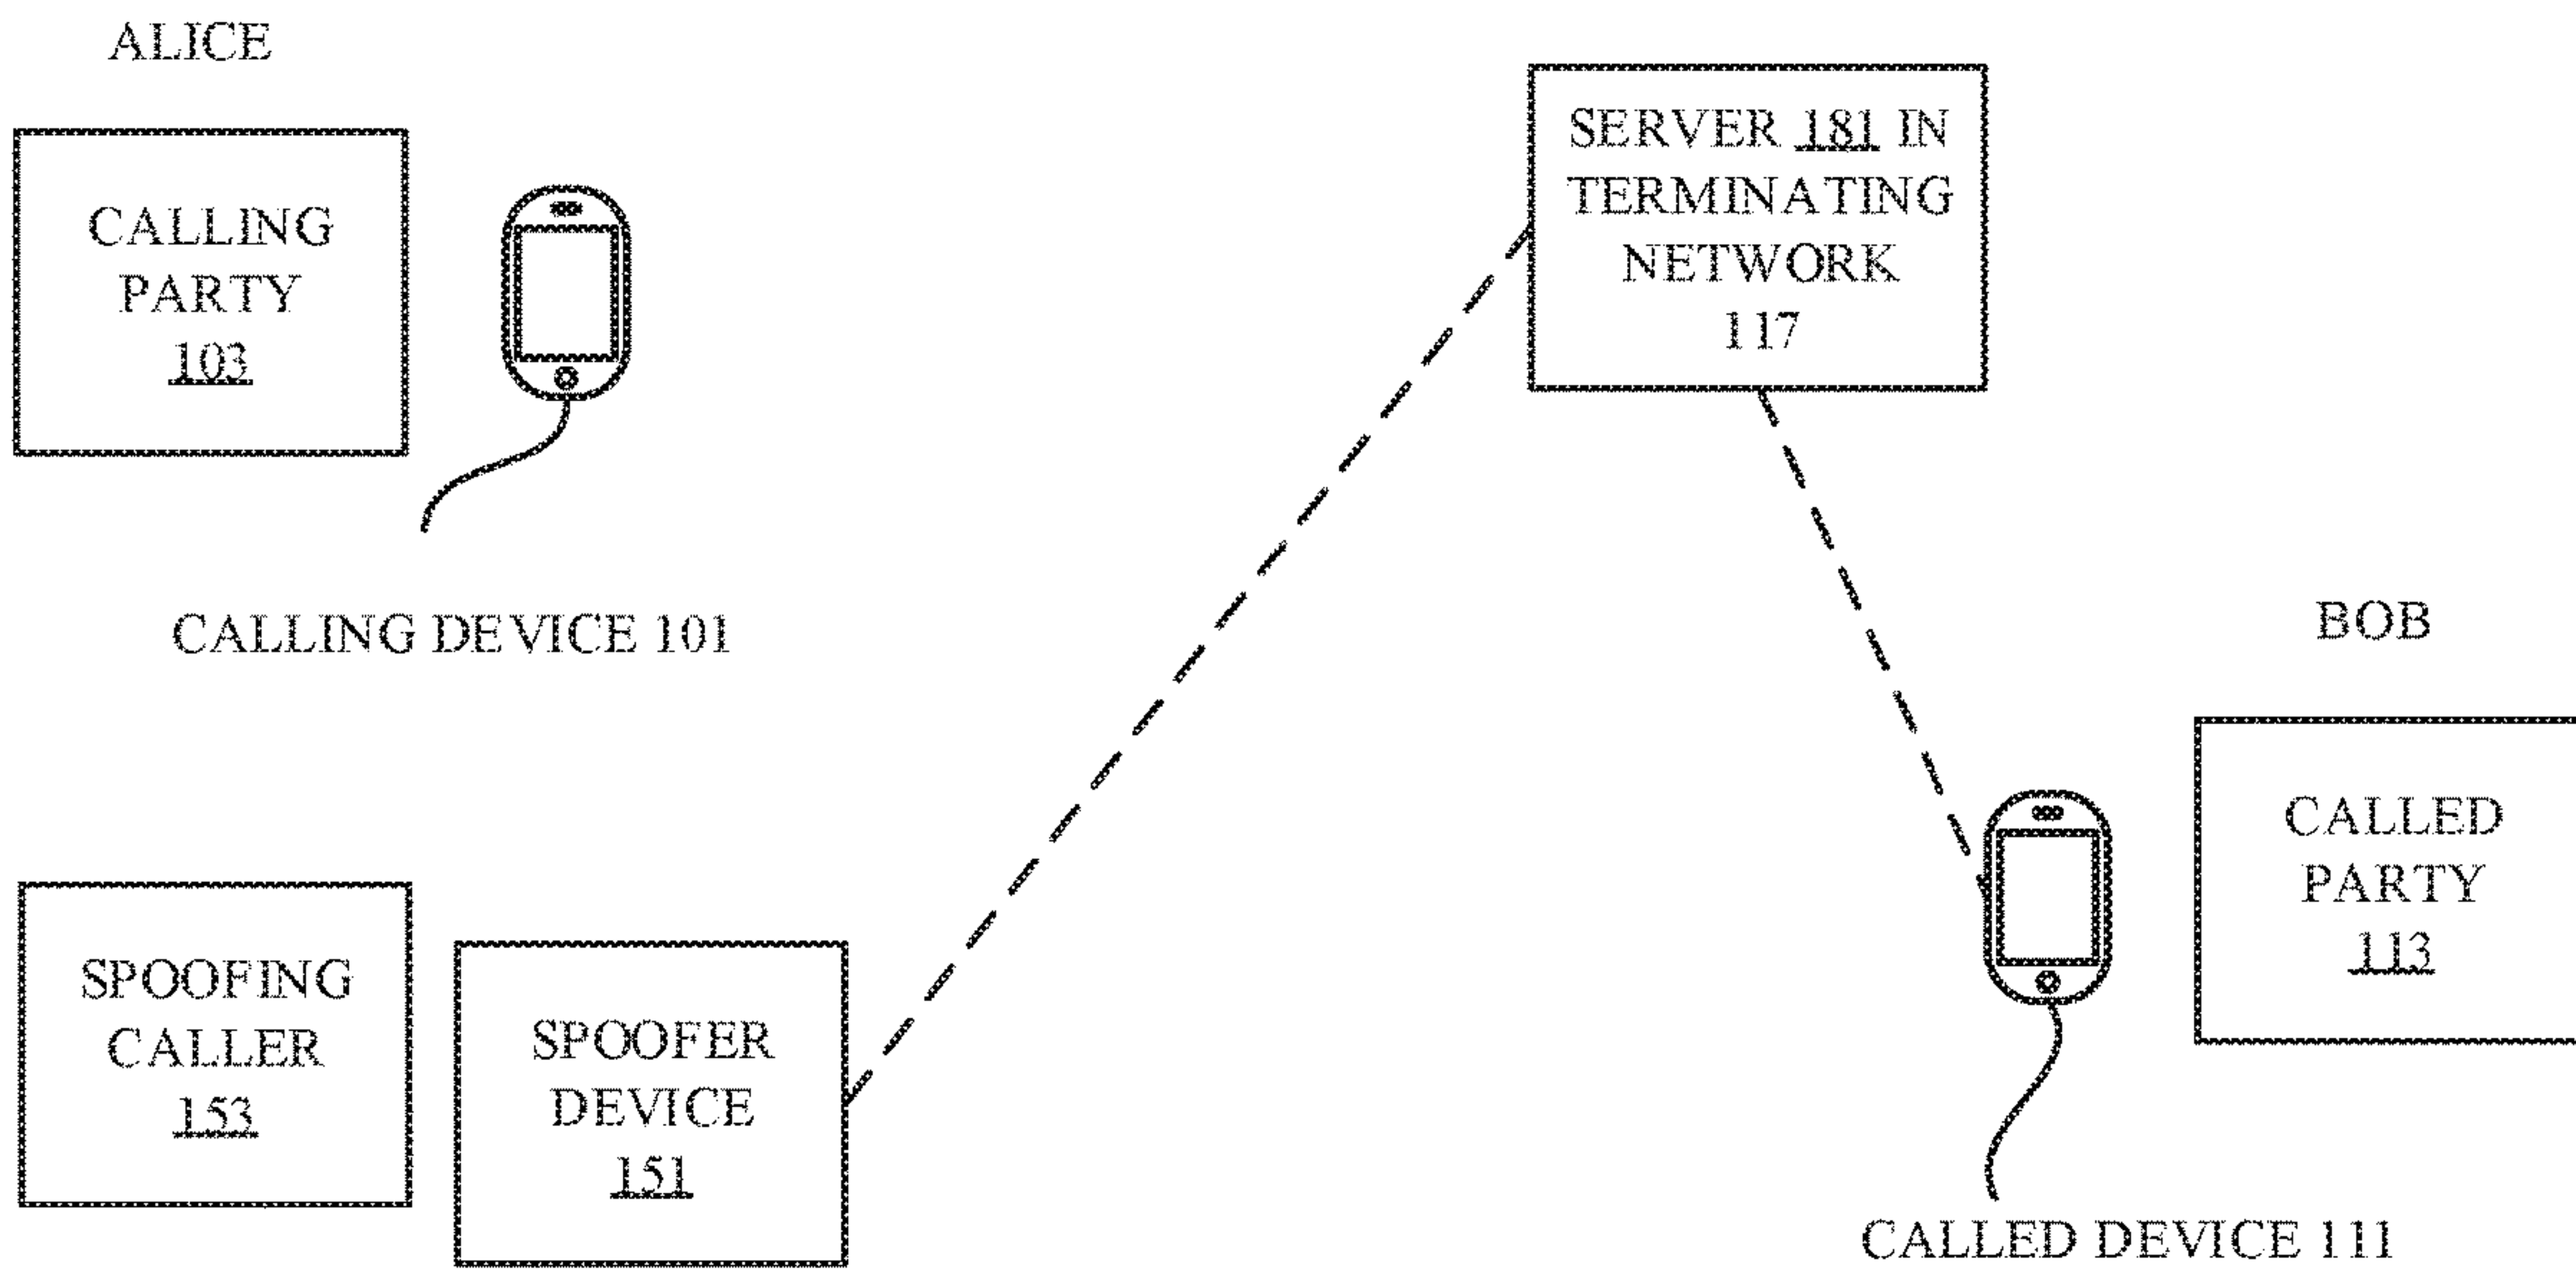 ALICE
CALLING
PARTY
103
CALLING DEVICE 101
SERVER 181 IN
TERMINATING
NETWORK
117
SPOOFING
CALLER
153
SPOOFER
DEVICE
151
BOB
CALLED
PARTY
113
CALLED DEVICE 111